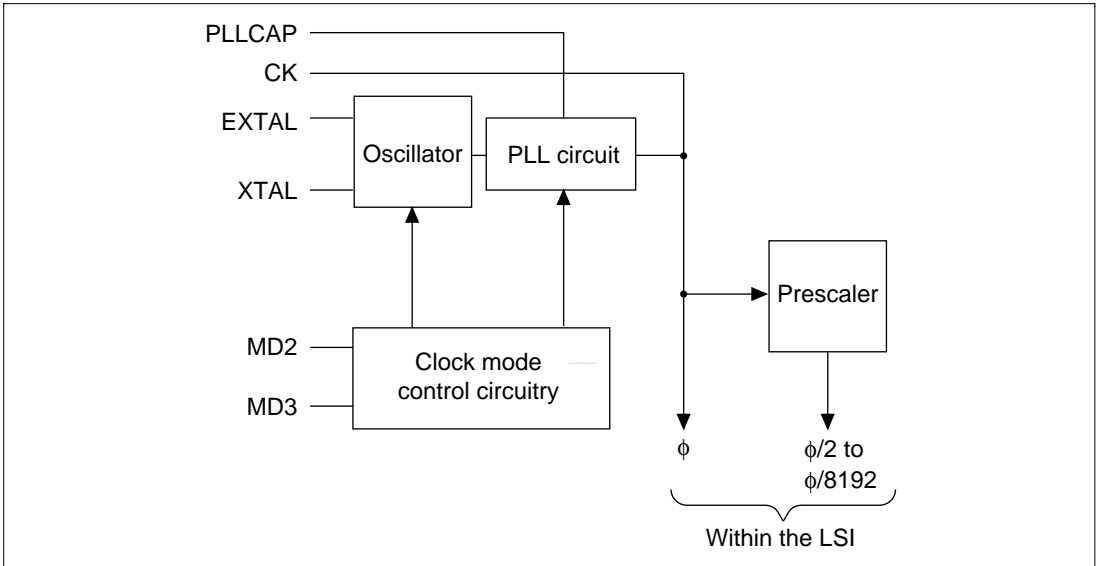 PLLCAP
CK
EXTAL
XTAL
Oscillator
PLL circuit
Prescaler
MD2
MD3
Clock mode
control circuitry
ϕ
ϕ/2 to
ϕ/8192
Within the LSI